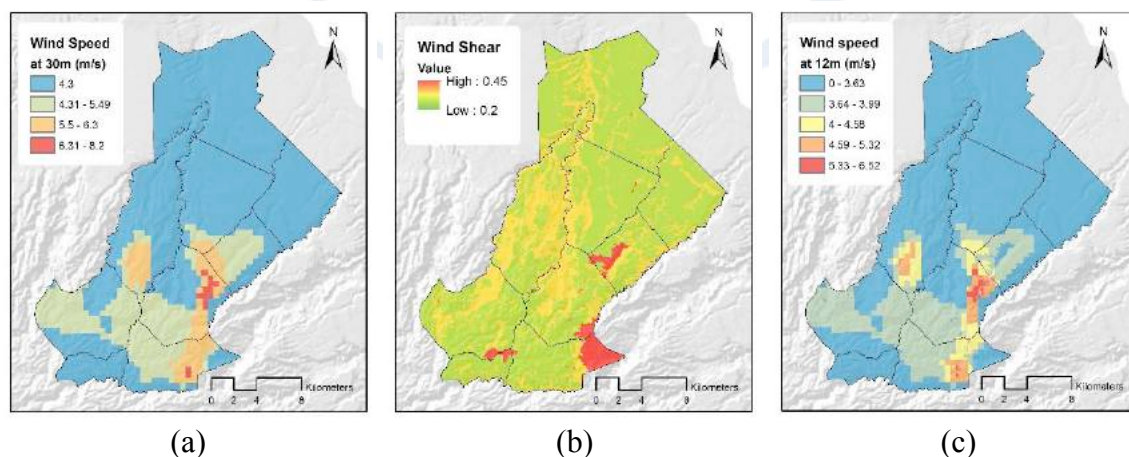 Wind Speed
at 30m (m/s)
4.3
4.31 - 5.49
5.5 - 6.3
6.31 - 8.2
N
0 2 4 8
Kilometers
(a)
Wind Shear
Value
High : 0.45
Low : 0.2
N
0 2 4 8
Kilometers
(b)
Wind speed
at 12m (m/s)
0 - 3.63
3.64 - 3.99
4 - 4.58
4.59 - 5.32
5.33 - 6.52
N
0 2 4 8
Kilometers
(c)